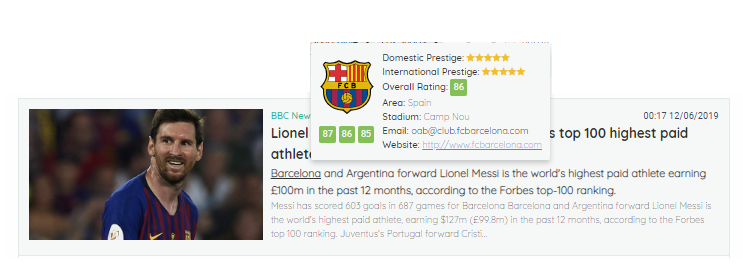 Domestic Prestige:
International Prestige:
Overall Rating: 86
Area: Spain
Stadium: Camp Nou
Email: oab@club.fcbarcelona.com
Website: http://www.fcbarcelona.com
FCB
87 86 85
BBC New
00:17 12/06/2019
Lionel
s top 100 highest paid
athlet
Barcelona and Argentina forward Lionel Messi is the world's highest paid athlete earning
£100m in the past 12 months, according to the Forbes top-100 ranking.
Messi has scored 603 goals in 687 games for Barcelona Barcelona and Argentina forward Lionel Messi is
the world's highest paid athlete, earning $127m (£99.8m) in the past 12 months, according to the Forbes
top 100 ranking. Juventus's Portugal forward Cristi...